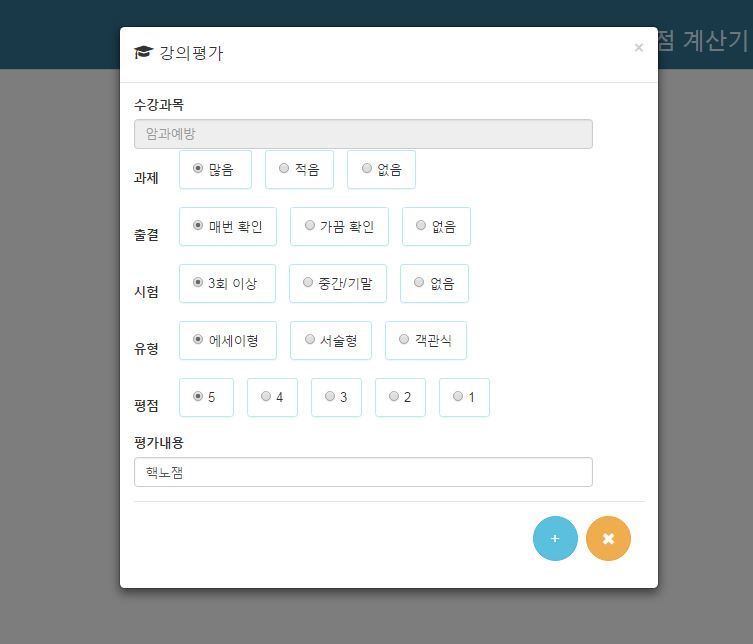 점 계산기
강의평가 ×
수강과목
암과예방
과제 많음 적음 없음
출결 매번 확인 가끔 확인 없음
시험 3회 이상 중간/기말 없음
유형 에세이형 서술형 객관식
평점 5 4 3 2 1
평가내용
핵노잼
+ ✖